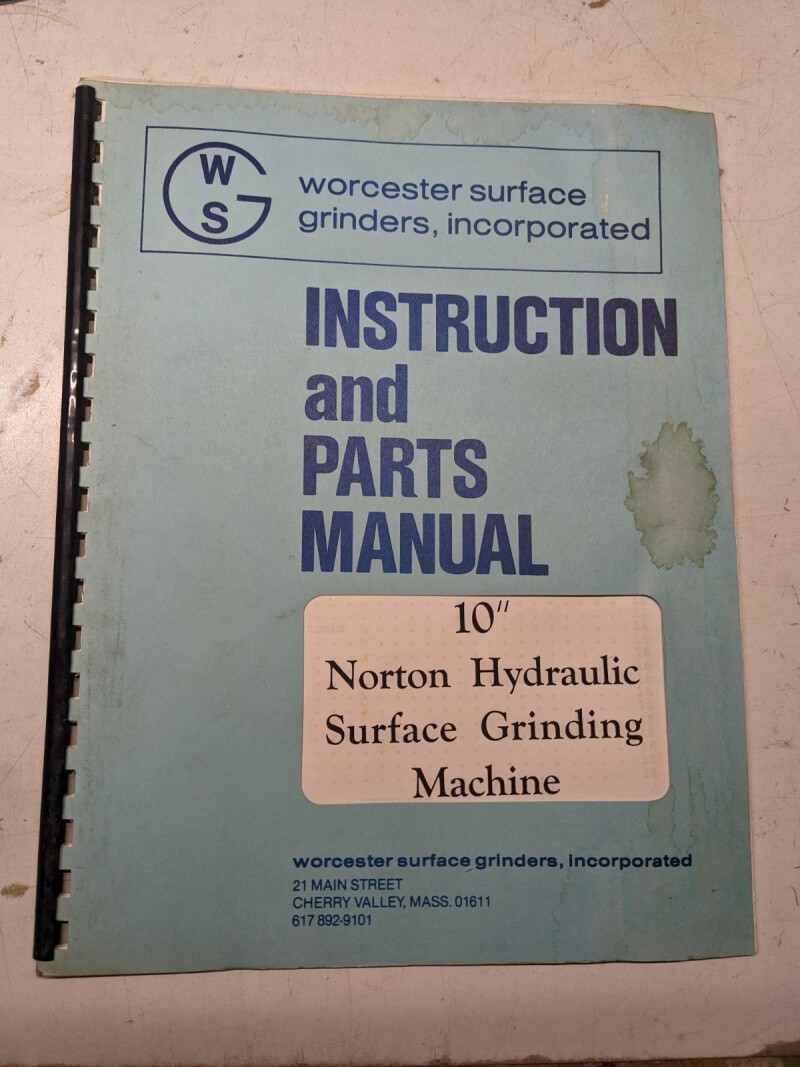 W
S
worcester surface
grinders, incorporated
INSTRUCTION
and
PARTS
MANUAL
10"
Norton Hydraulic
Surface Grinding
Machine
worcester surface grinders, incorporated
21 MAIN STREET
CHERRY VALLEY, MASS. 01611
617 892-9101